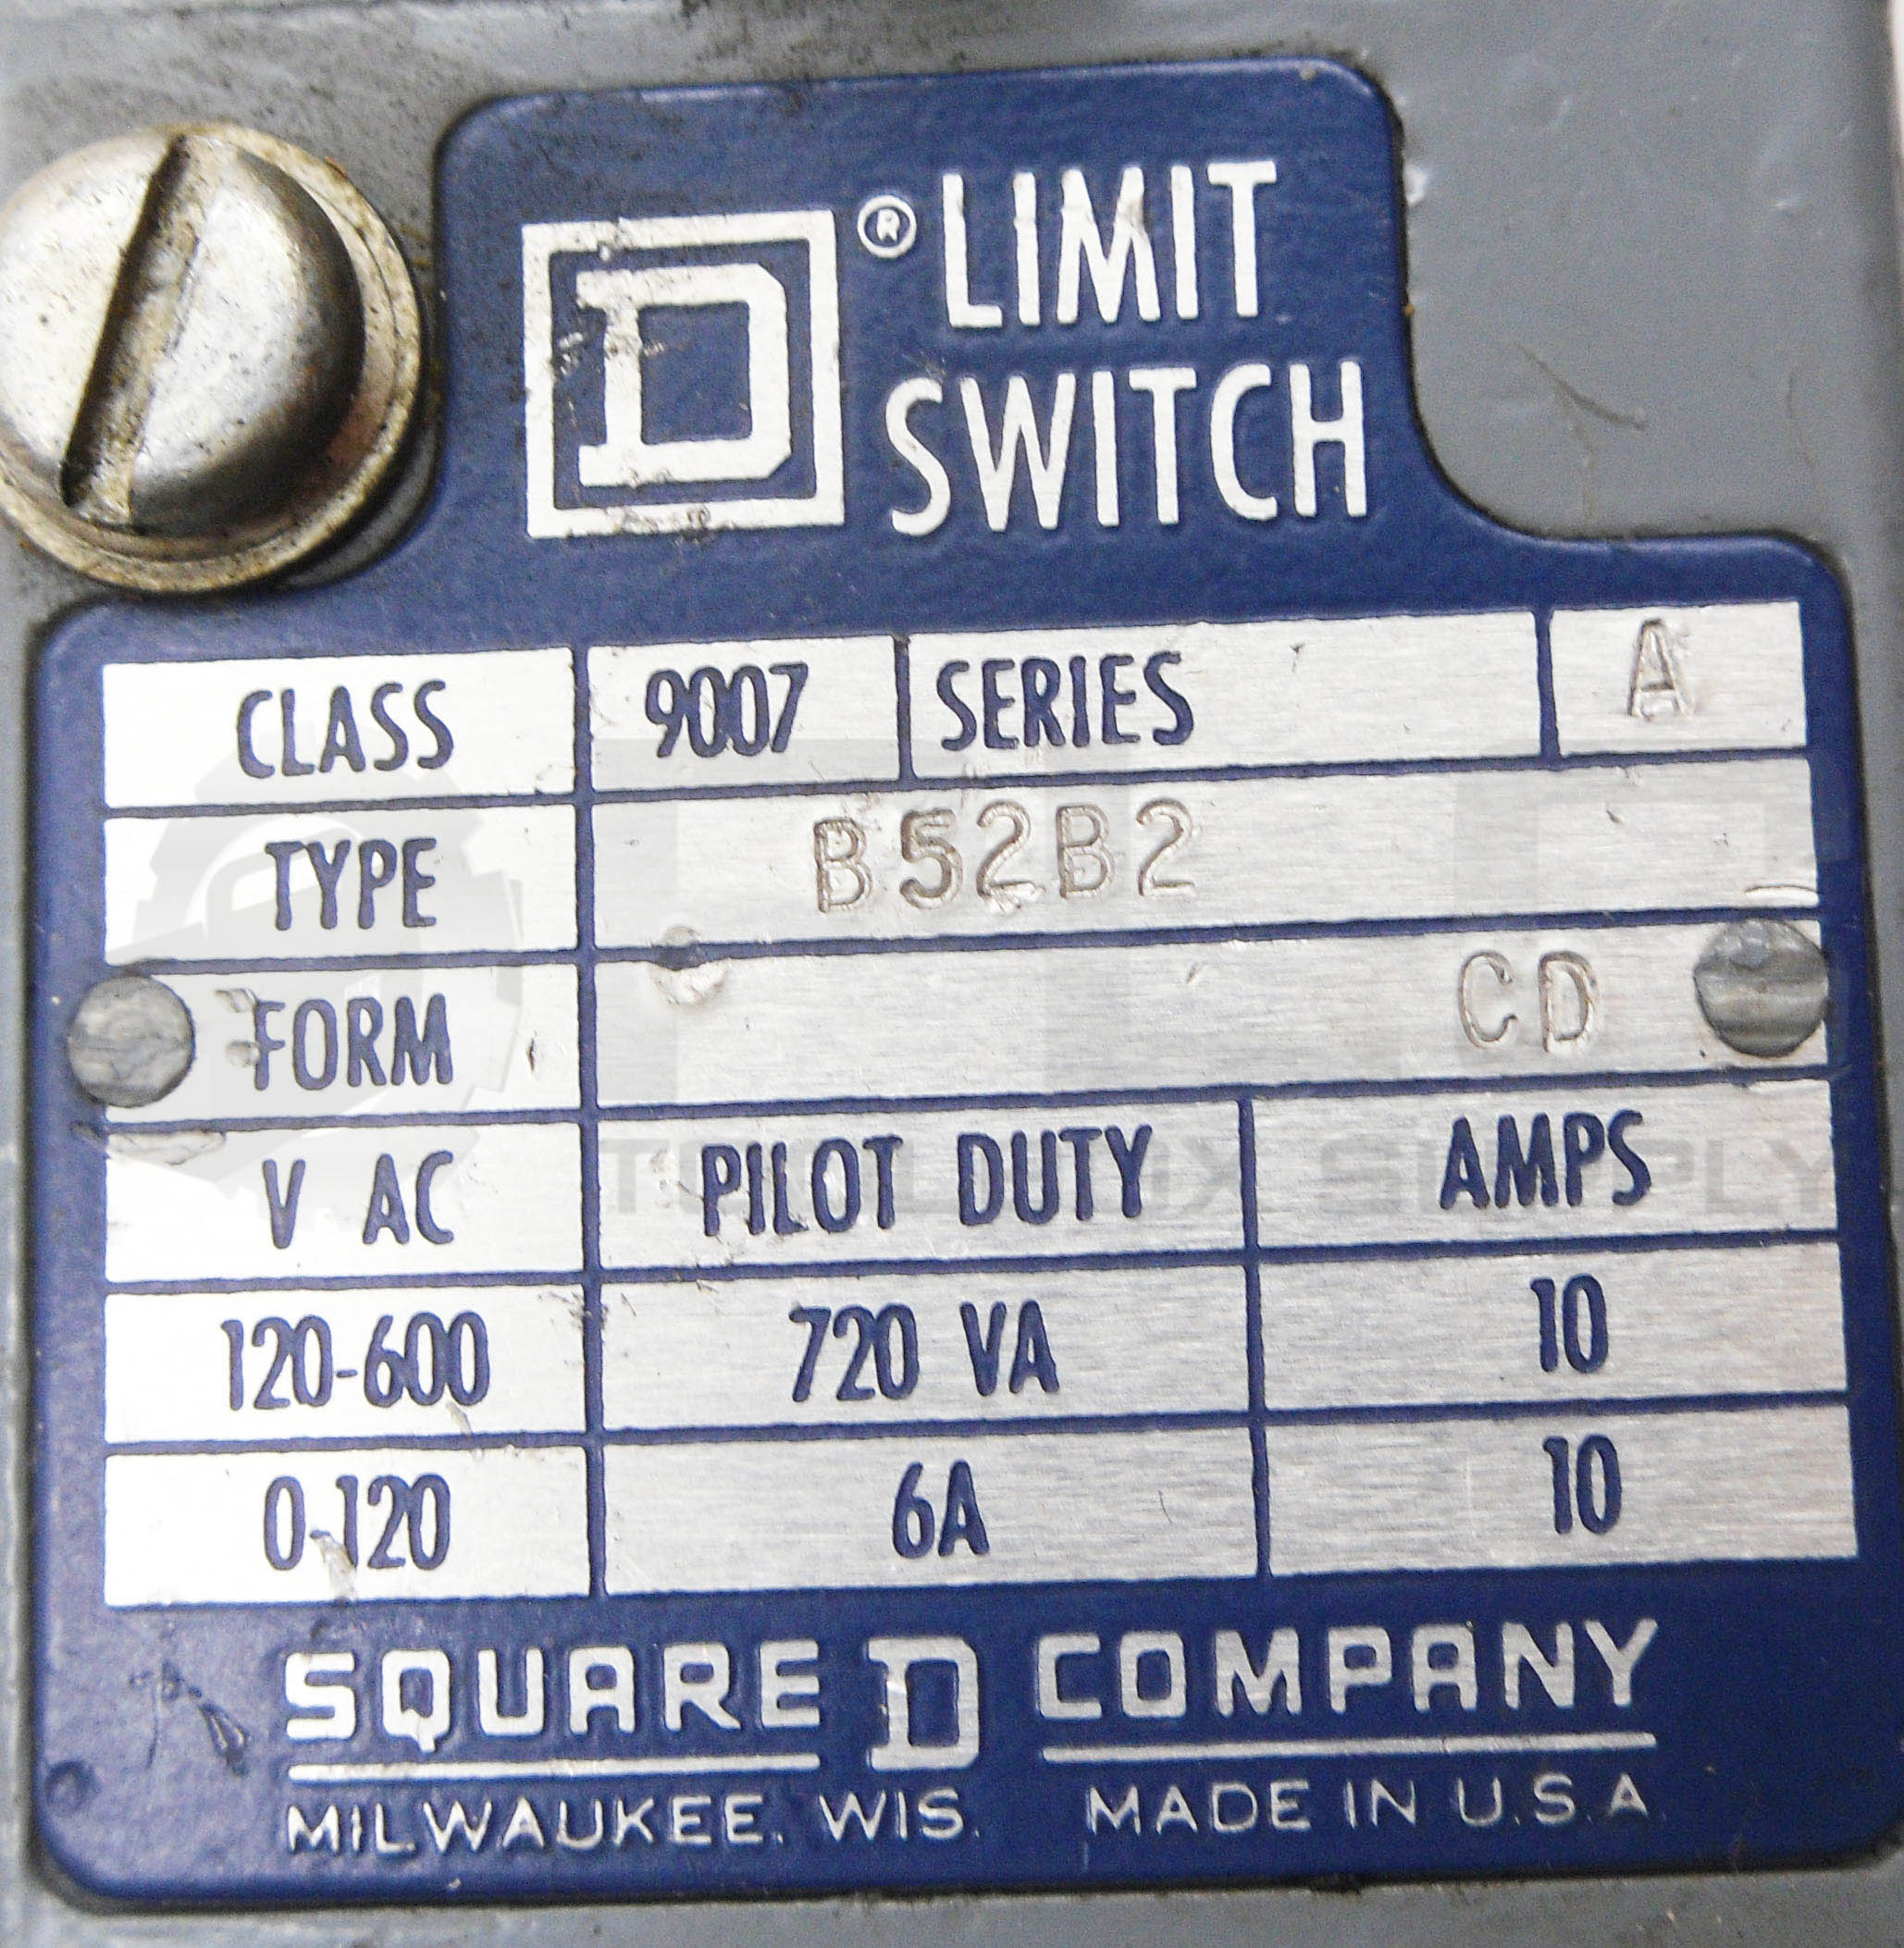 D ® LIMIT
SWITCH
CLASS 9007 SERIES A
TYPE B52B2
FORM CD
V AC PILOT DUTY AMPS
120-600 720 VA 10
0-120 6A 10
SQUARE D COMPANY
MILWAUKEE. WIS. MADE IN U.S.A.